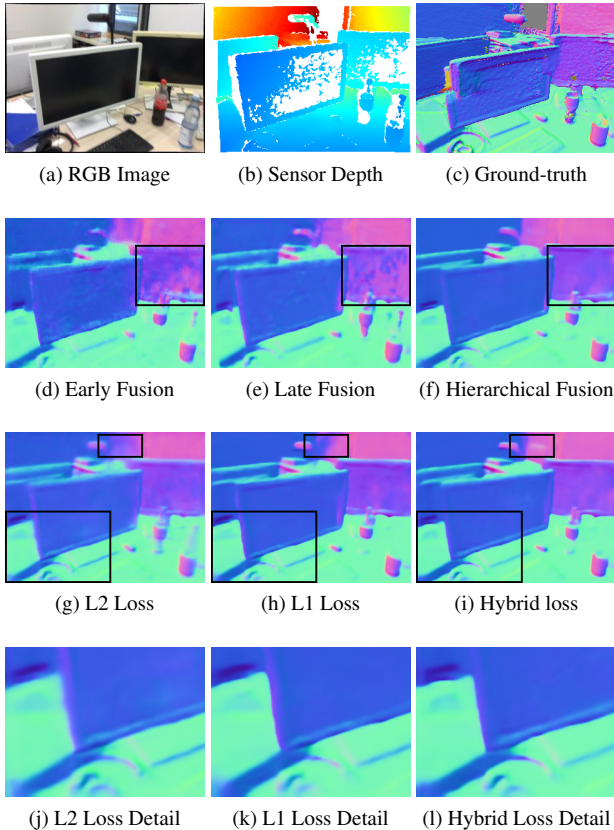 (a) RGB Image
(b) Sensor Depth
(c) Ground-truth
(d) Early Fusion
(e) Late Fusion
(f) Hierarchical Fusion
(g) L2 Loss
(h) L1 Loss
(i) Hybrid loss
(j) L2 Loss Detail
(k) L1 Loss Detail
(l) Hybrid Loss Detail